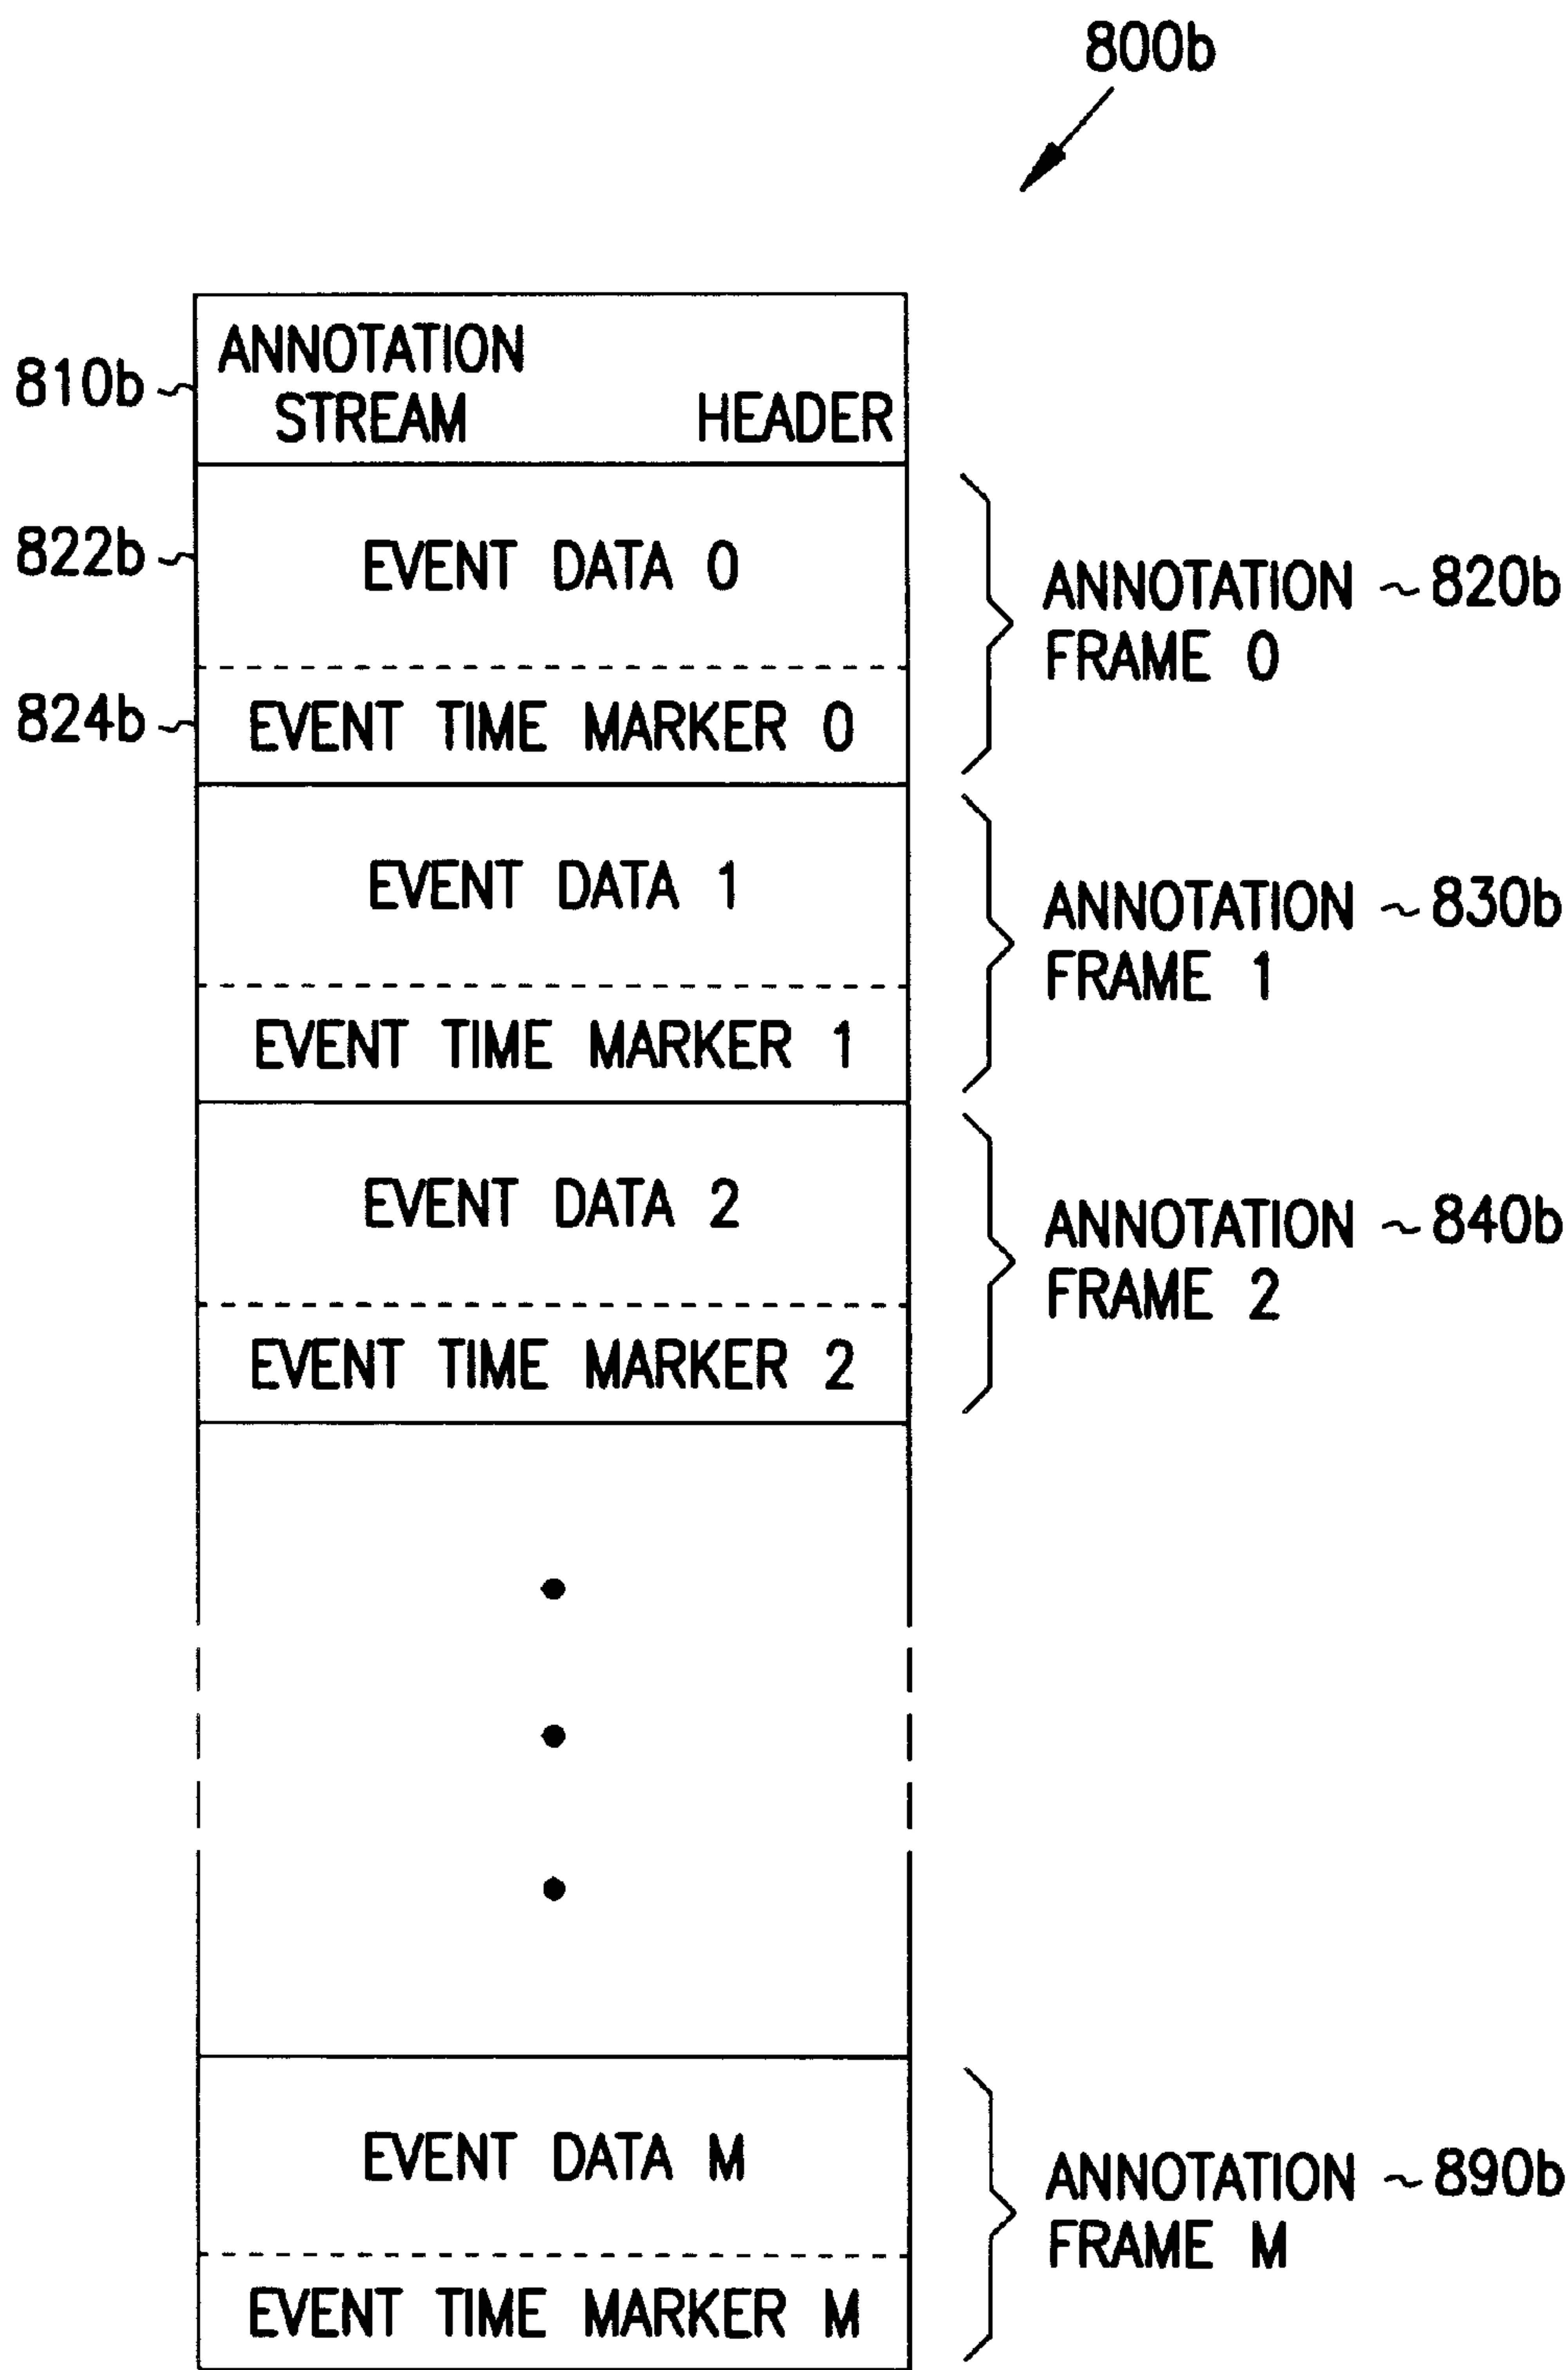 800b
810b
ANNOTATION
STREAM HEADER
822b
EVENT DATA 0
824b
EVENT TIME MARKER 0
ANNOTATION 820b
FRAME 0
EVENT DATA 1
EVENT TIME MARKER 1
ANNOTATION 830b
FRAME 1
EVENT DATA 2
EVENT TIME MARKER 2
ANNOTATION 840b
FRAME 2
EVENT DATA M
EVENT TIME MARKER M
ANNOTATION 890b
FRAME M